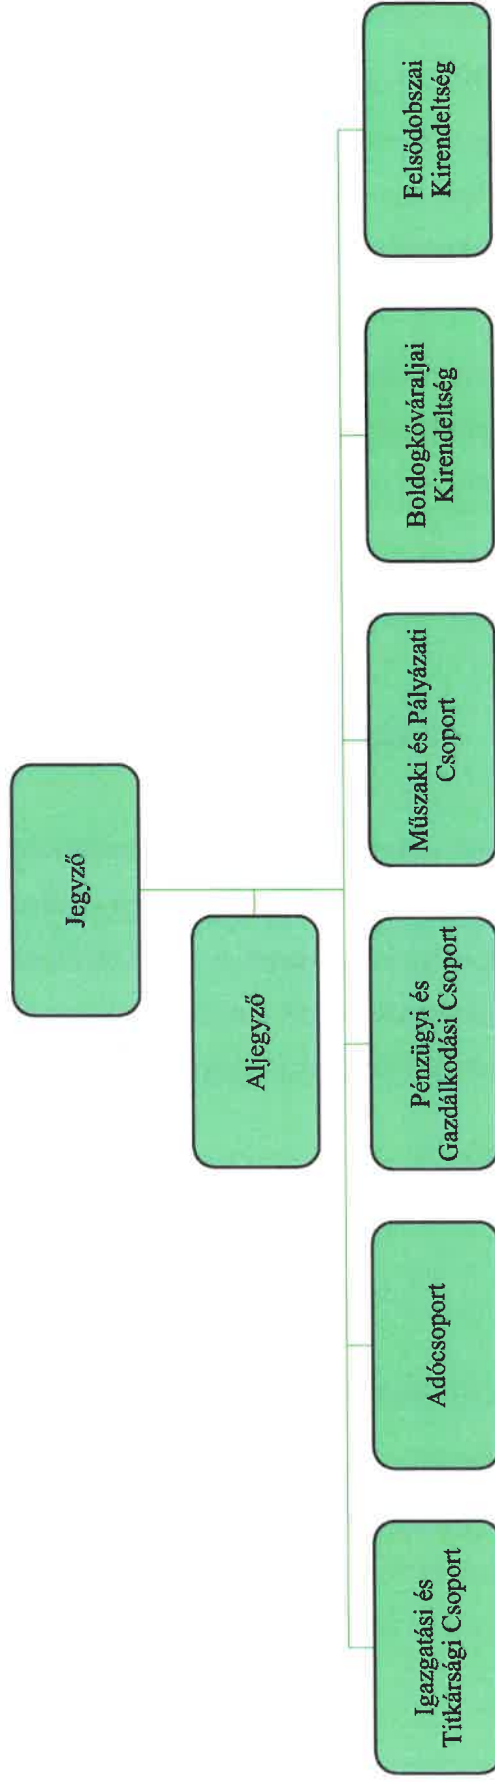 Jegyző
Aljegyző
Igazgatási és
Titkársági Csoport
Adócsoport
Pénzügyi és
Gazdálkodási Csoport
Műszaki és Pályázati
Csoport
Boldogkőváraljai
Kirendeltség
Felsődobszai
Kirendeltség